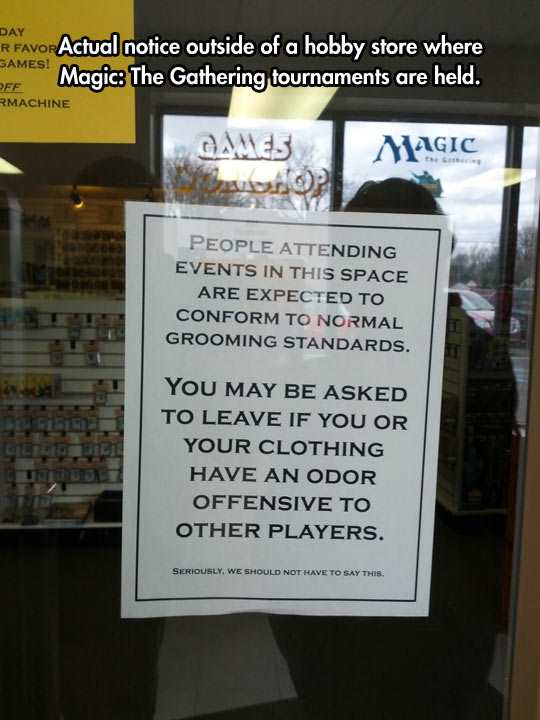 DAY
R FAVOR
GAMES!
OFF
RMACHINE
Actual notice outside of a hobby store where
Magic: The Gathering tournaments are held.
GAMES
WORKSHOP
MAGIC
The Gathering
PEOPLE ATTENDING
EVENTS IN THIS SPACE
ARE EXPECTED TO
CONFORM TO NORMAL
GROOMING STANDARDS.
YOU MAY BE ASKED
TO LEAVE IF YOU OR
YOUR CLOTHING
HAVE AN ODOR
OFFENSIVE TO
OTHER PLAYERS.
SERIOUSLY, WE SHOULD NOT HAVE TO SAY THIS.